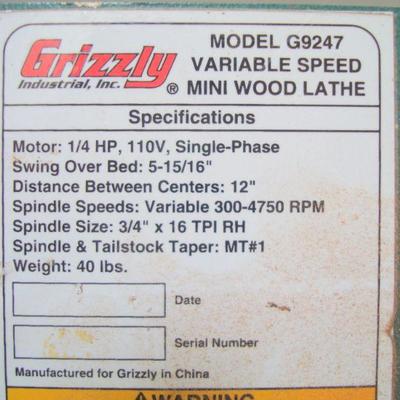 Grizzly
Industrial, Inc. ®
MODEL G9247
VARIABLE SPEED
MINI WOOD LATHE
Specifications
Motor: 1/4 HP, 110V, Single-Phase
Swing Over Bed: 5-15/16"
Distance Between Centers: 12"
Spindle Speeds: Variable 300-4750 RPM
Spindle Size: 3/4" x 16 TPI RH
Spindle & Tailstock Taper: MT#1
Weight: 40 lbs.
Date
Serial Number
Manufactured for Grizzly in China
WARNING